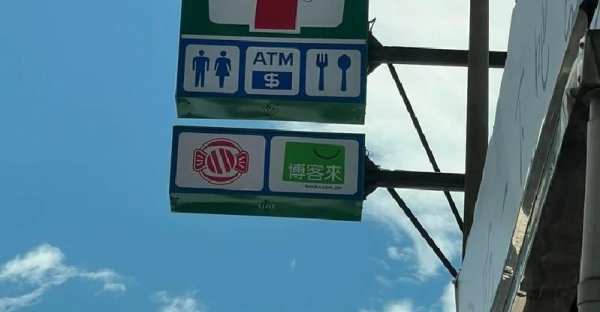 ATM
$
博客來
books.com.tw